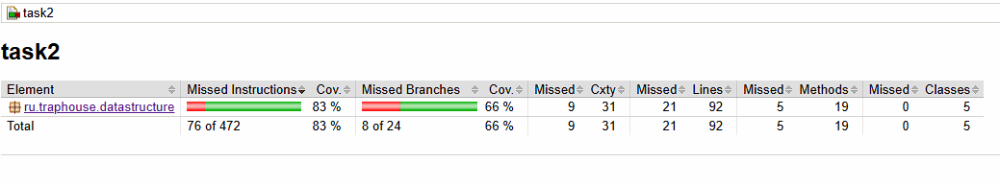 task2
task2
Element Missed Instructions Cov. Missed Branches Cov. Missed Cxty Missed Lines Missed Methods Missed Classes
ru.traphouse.datastructure 83 % 66 % 9 31 21 92 5 19 0 5
Total 76 of 472 83 % 8 of 24 66 % 9 31 21 92 5 19 0 5